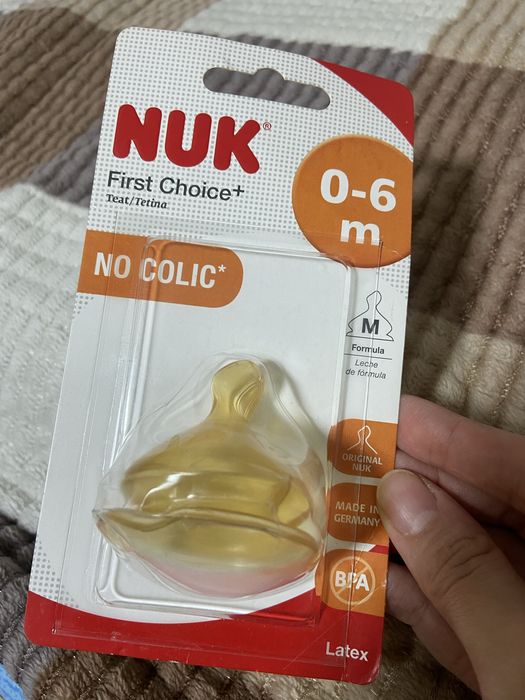 NUK®
First Choice+
Teat/Tetina
0-6
m
NO COLIC*
M
Formula
Leche
de fórmula
ORIGINAL
NUK
MADE IN
GERMANY
BPA
Latex